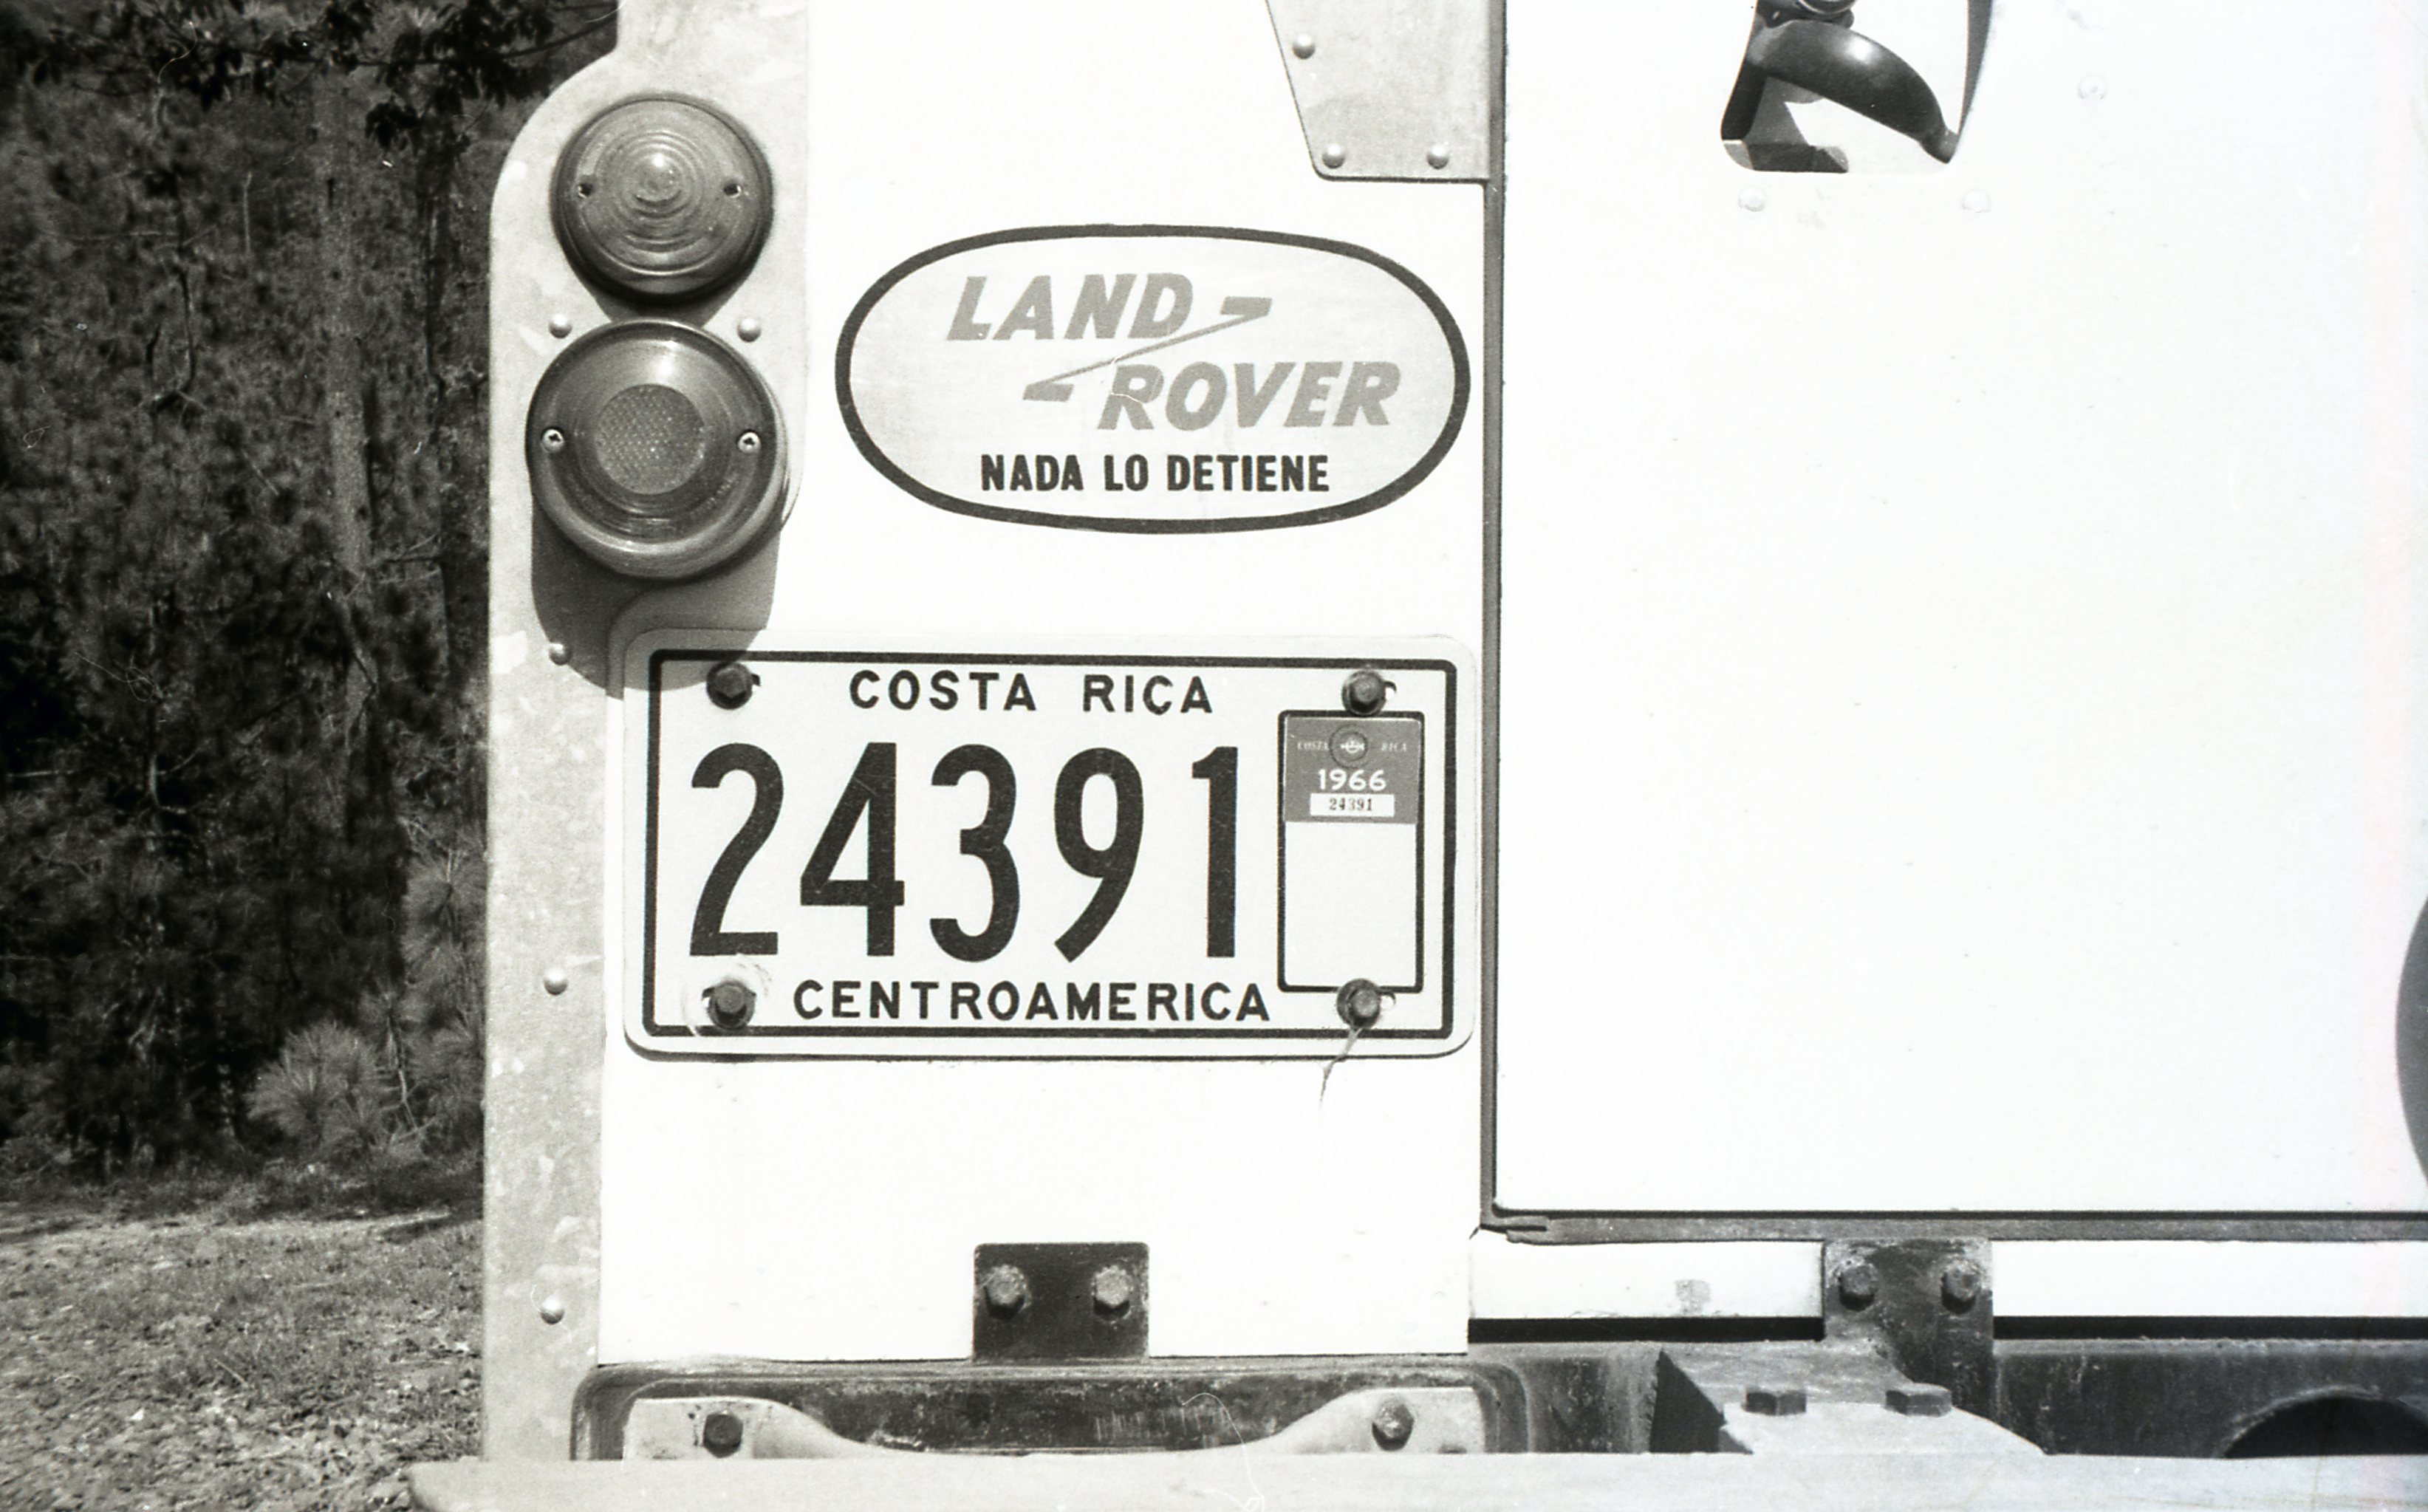 LAND
ROVER
NADA LO DETIENE
COSTA RICA
24391
COSTA RICA
1966
24391
CENTROAMERICA